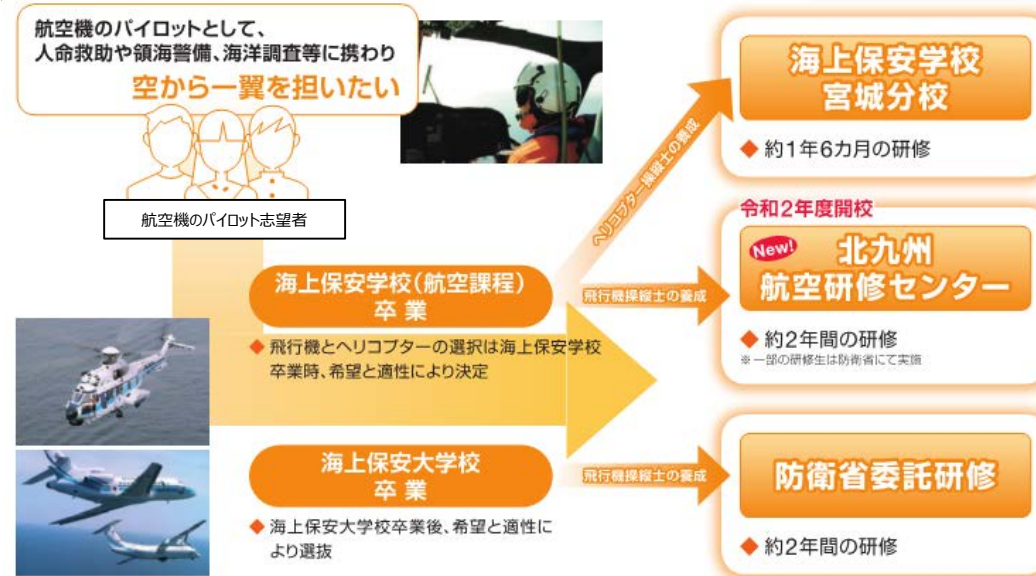 航空機のパイロットとして、
人命救助や領海警備、海洋調査等に携わり
空から一翼を担いたい
航空機のパイロット志望者
海上保安学校(航空課程)
卒業
◆ 飛行機とヘリコプターの選択は海上保安学校
卒業時、希望と適性により決定
海上保安大学校
卒業
◆ 海上保安大学校卒業後、希望と適性に
より選抜
ヘリコプター操縦士の養成
飛行機操縦士の養成
飛行機操縦士の養成
海上保安学校
宮城分校
◆ 約1年6カ月の研修
令和2年度開校
New!
北九州
航空研修センター
◆ 約2年間の研修
※一部の研修生は防衛省にて実施
防衛省委託研修
◆ 約2年間の研修